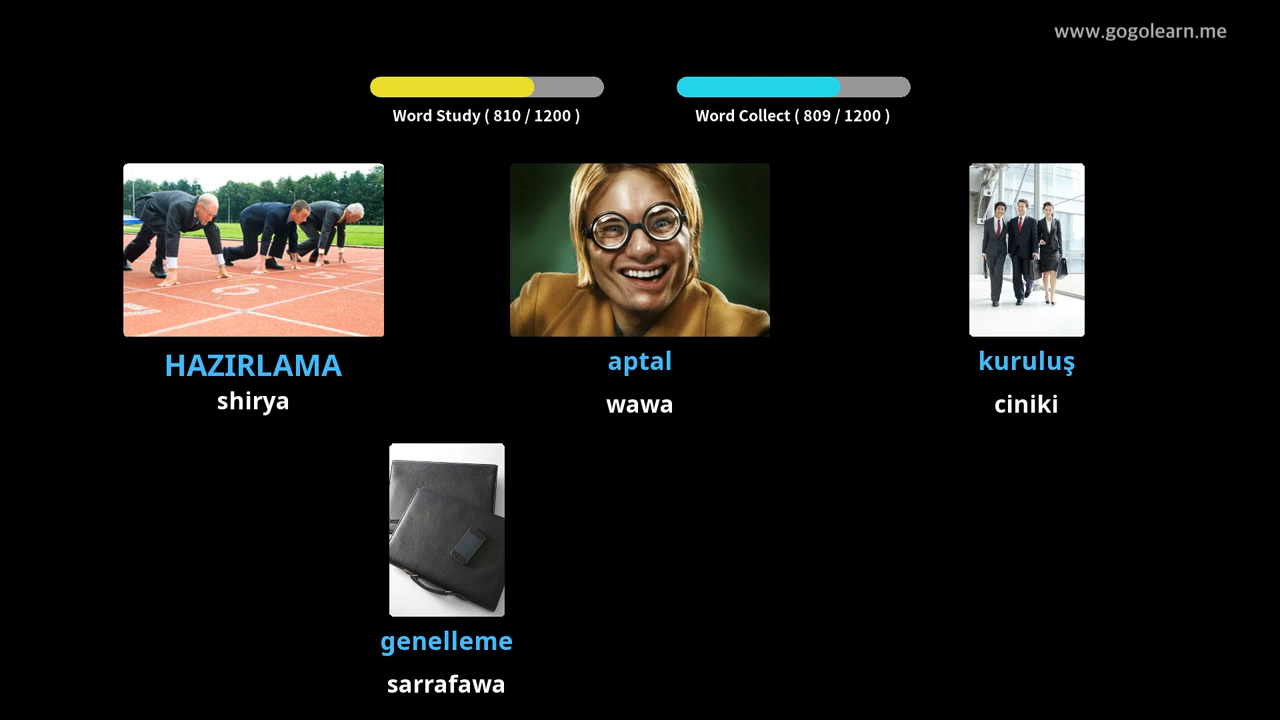 www.gogolearn.me
Word Study ( 810 / 1200 )
Word Collect ( 809 / 1200 )
HAZIRLAMA
shirya
aptal
wawa
kuruluş
ciniki
genelleme
sarrafawa